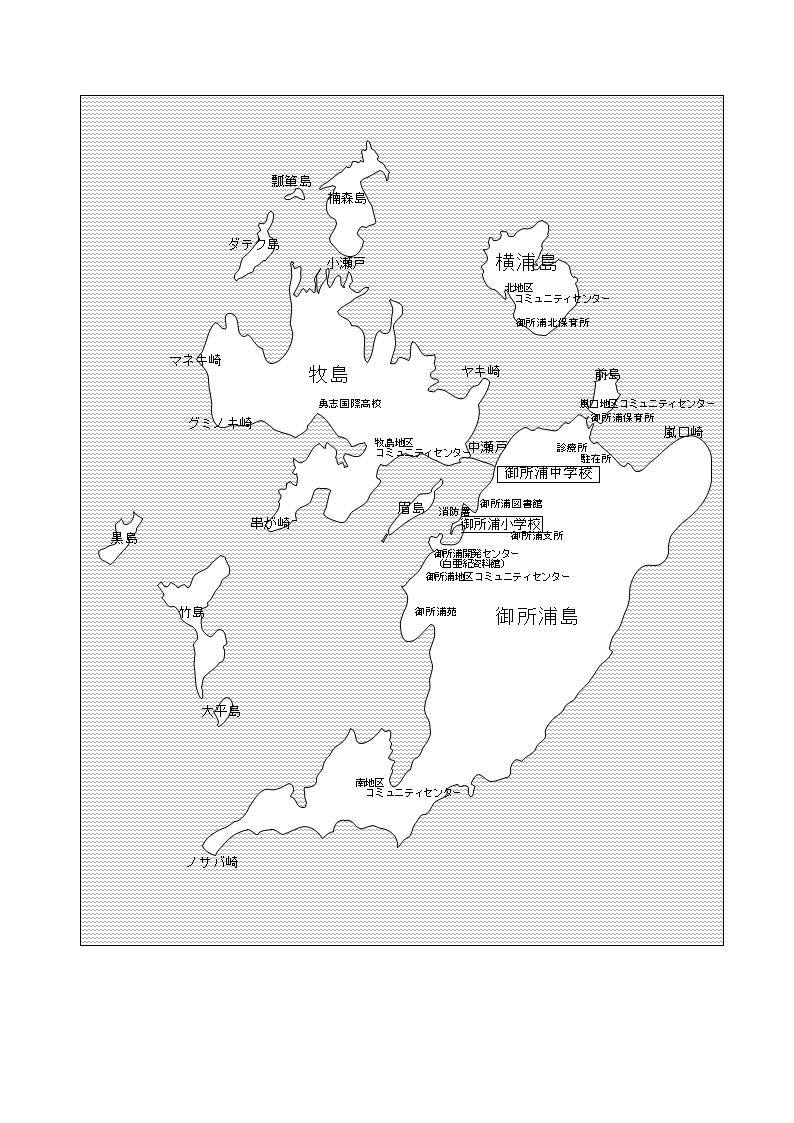 瓢箪島
楠森島
ダテク島
小瀬戸
横浦島
北地区
コミュニティセンター
御所浦北保育所
マネキ崎
牧島
ヤキ崎
前島
勇志国際高校
嵐口地区コミュニティセンター
御所浦保育所
グミノキ崎
嵐口崎
牧島地区
コミュニティセンター
中瀬戸
診療所
駐在所
御所浦中学校
眉島
御所浦図書館
消防署
串が崎
御所浦小学校
御所浦支所
黒島
御所浦開発センター
(白亜紀資料館)
御所浦地区コミュニティセンター
竹島
御所浦苑
御所浦島
大平島
南地区
コミュニティセンター
ノサバ崎